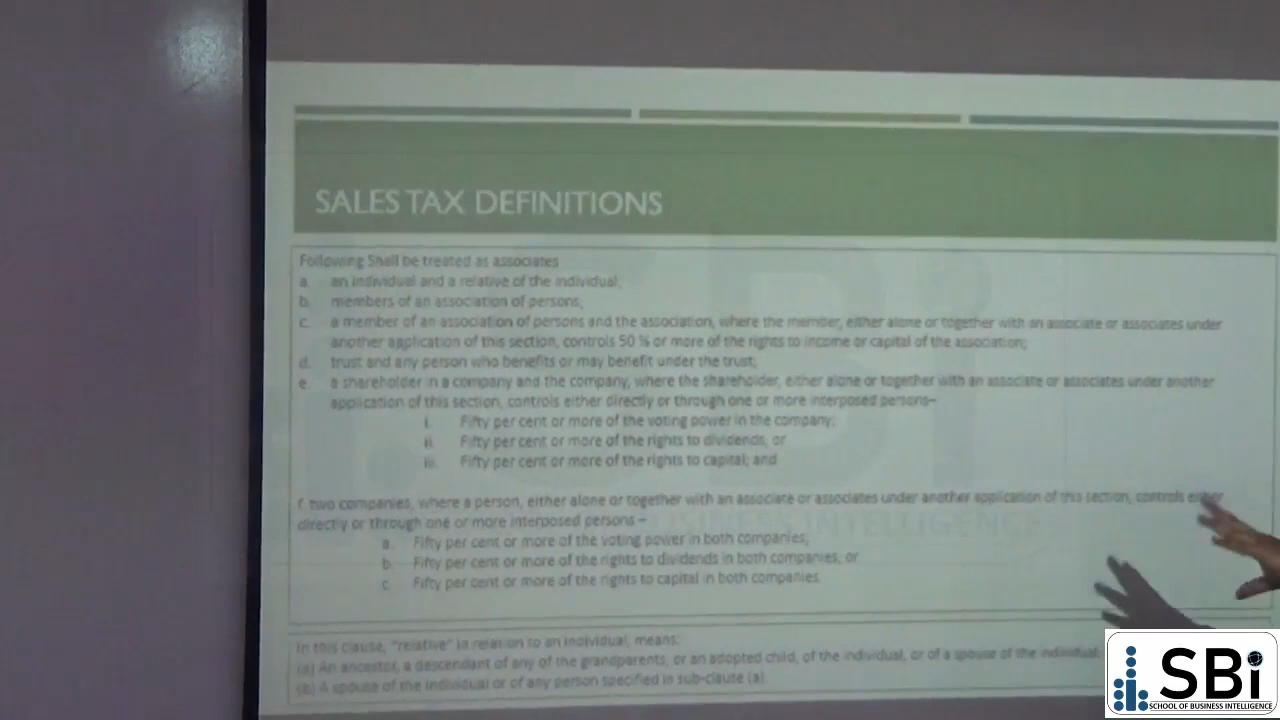 SALES TAX DEFINITIONS
Following Shall be treated as associates
a. an individual and a relative of the individual;
b. members of an association of persons;
c. a member of an association of persons and the association, where the member, either alone or together with an associate or associates under
another application of this section, controls 50 % or more of the rights to income or capital of the association;
d. trust and any person who benefits or may benefit under the trust;
e. a shareholder in a company and the company, where the shareholder, either alone or together with an associate or associates under another
application of this section, controls either directly or through one or more interposed persons–
i. Fifty per cent or more of the voting power in the company;
ii. Fifty per cent or more of the rights to dividends; or
iii. Fifty per cent or more of the rights to capital; and
f. two companies, where a person, either alone or together with an associate or associates under another application of this section, controls either
directly or through one or more interposed persons –
a. Fifty per cent or more of the voting power in both companies;
b. Fifty per cent or more of the rights to dividends in both companies; or
c. Fifty per cent or more of the rights to capital in both companies.
In this clause, "relative" in relation to an individual, means:
(a) An ancestor, a descendant of any of the grandparents, or an adopted child, of the individual, or of a spouse of the individual;
(b) A spouse of the individual or of any person specified in sub-clause (a).
SBi
BUSINESS INTELLIGENCE
SBi
SCHOOL OF BUSINESS INTELLIGENCE